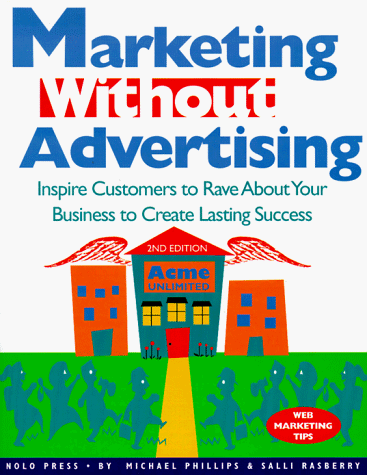 Marketing
Without
Advertising
Inspire Customers to Rave About Your
Business to Create Lasting Success
2ND EDITION
Acme
UNLIMITED
WEB
MARKETING
TIPS
NOLO PRESS • BY MICHAEL PHILLIPS & SALLI RASBERRY